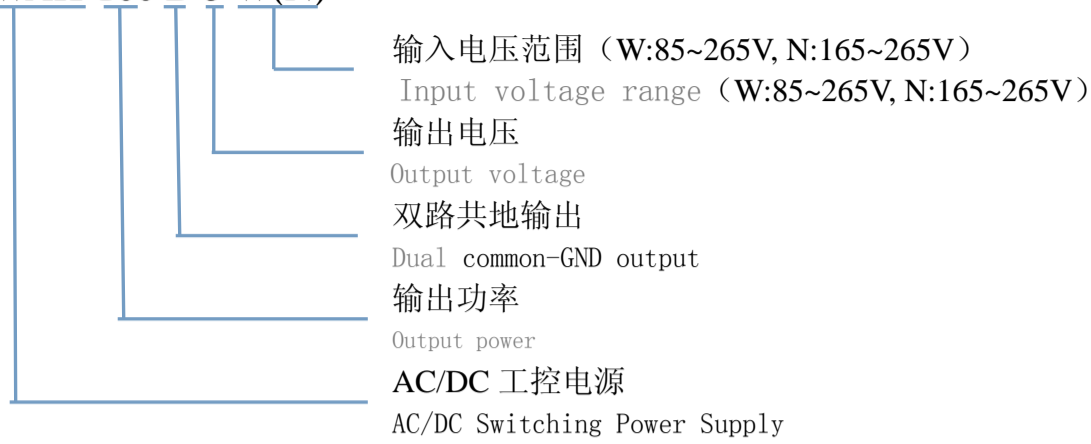 输入电压范围（W:85~265V, N:165~265V）
Input voltage range（W:85~265V, N:165~265V）
输出电压
Output voltage
双路共地输出
Dual common-GND output
输出功率
Output power
AC/DC 工控电源
AC/DC Switching Power Supply